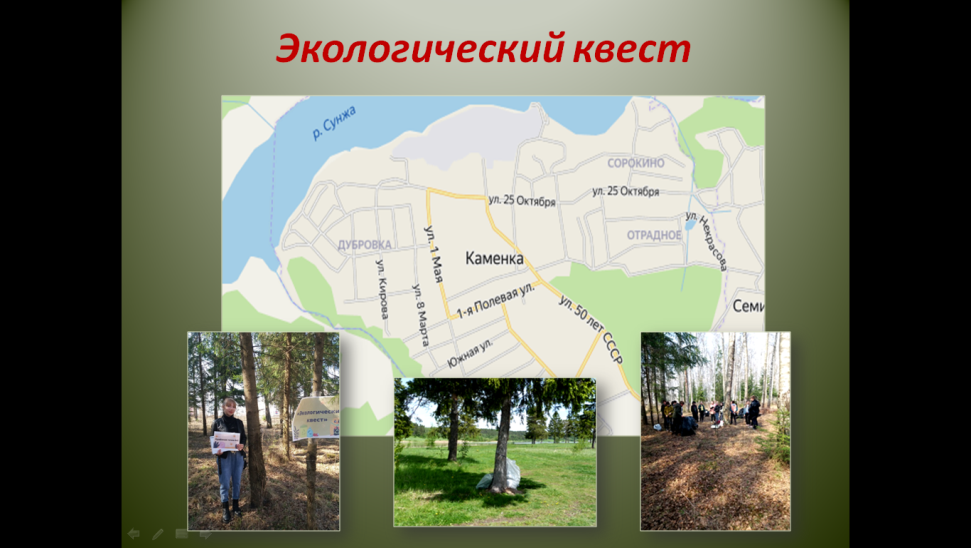 Экологический квест
р. Сунжа
СОРОКИНО
ул. 25 Октября
ул. 25 Октября
ул. Некрасова
ОТРАДНОЕ
ДУБРОВКА
ул. 1 Мая
Каменка
ул. Кирова
ул. 8 Марта
1-я Полевая ул.
ул. 50 лет СССР
Семи
Южная ул.
«ЭКОЛОГИЧЕСКИЙ
КВЕСТ»